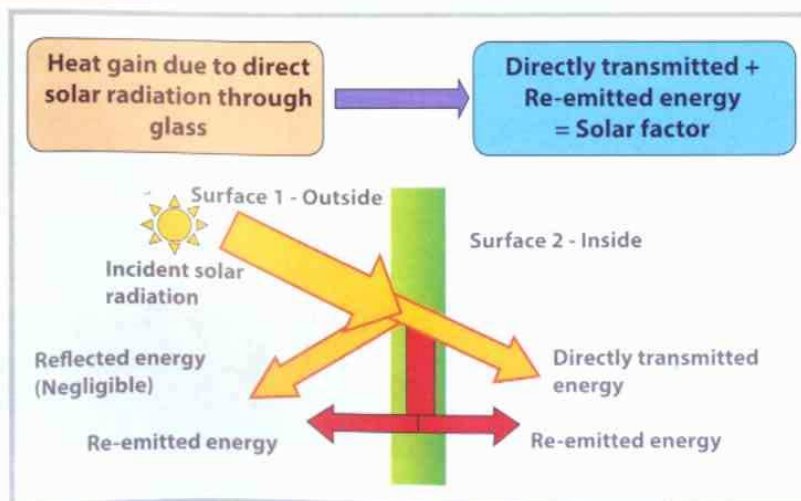 Heat gain due to direct
solar radiation through
glass
Directly transmitted +
Re-emitted energy
= Solar factor
Surface 1 - Outside
Surface 2 - Inside
Incident solar
radiation
Reflected energy
(Negligible)
Directly transmitted
energy
Re-emitted energy
Re-emitted energy